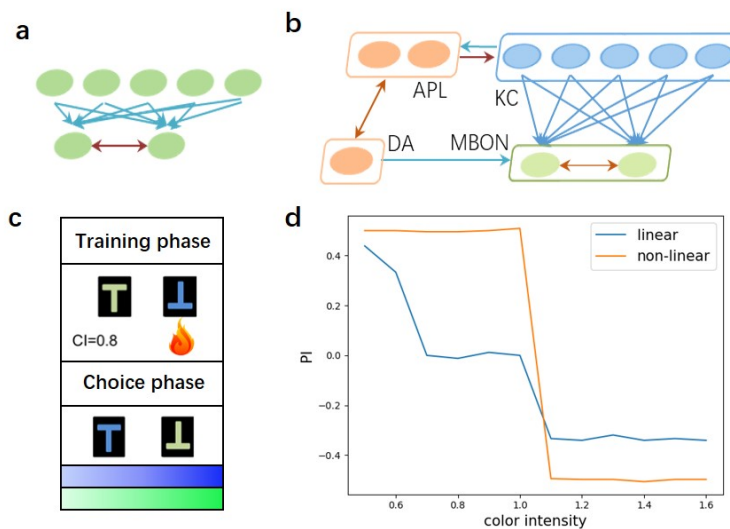 a
b
APL
KC
DA
MBON
c
Training phase
CI=0.8
Choice phase
d
linear
non-linear
PI
0.4
0.2
0.0
−0.2
−0.4
0.6
0.8
1.0
1.2
1.4
1.6
color intensity